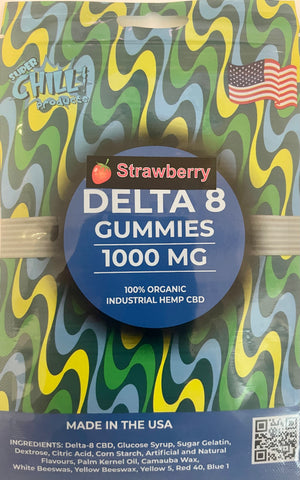 SUPER
CHILL
products
Strawberry
DELTA 8
GUMMIES
1000 MG
100% ORGANIC
INDUSTRIAL HEMP CBD
MADE IN THE USA
INGREDIENTS: Delta-8 CBD, Glucose Syrup, Sugar Gelatin,
Dextrose, Citric Acid, Corn Starch, Artificial and Natural
Flavours, Palm Kernel Oil, Camauba Wax,
White Beeswas, Yellow Beeswax, Yellow 5, Red 40, Blue 1